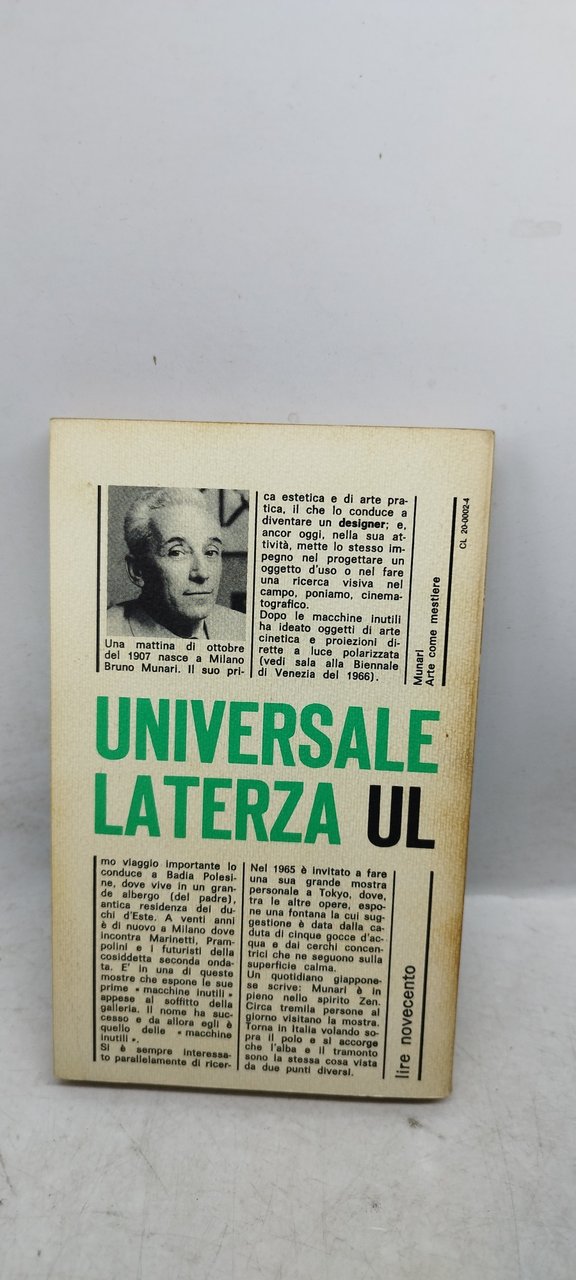 Una mattina di ottobre
del 1907 nasce a Milano
Bruno Munari. Il suo pri-
ca estetica e di arte pra-
tica, il che lo conduce a
diventare un designer; e,
ancor oggi, nella sua at-
tività, mette lo stesso im-
pegno nel progettare un
oggetto d'uso o nel fare
una ricerca visiva nel
campo, poniamo, cinema-
tografico.
Dopo le macchine inutili
ha ideato oggetti di arte
cinetica e proiezioni di-
rette a luce polarizzata
(vedi sala alla Biennale
di Venezia del 1966).
Munari
Arte come mestiere
CL 20-0002-4
UNIVERSALE
LATERZA UL
mo viaggio importante lo
conduce a Badia Polesi-
ne, dove vive in un gran-
de albergo (del padre),
antica residenza dei du-
chi d'Este. A venti anni
è di nuovo a Milano dove
incontra Marinetti, Pram-
polini e i futuristi della
cosiddetta seconda onda-
ta. E' in una di queste
mostre che espone le sue
prime « macchine inutili »
appese al soffitto della
galleria. Il nome ha suc-
cesso e da allora egli è
quello delle « macchine
inutili ».
Si è sempre interessa-
to parallelamente di ricer-
Nel 1965 è invitato a fare
una sua grande mostra
personale a Tokyo, dove,
tra le altre opere, espo-
ne una fontana la cui sug-
gestione è data dalla ca-
duta di cinque gocce d'ac-
qua e dai cerchi concen-
trici che ne seguono sulla
superficie calma.
Un quotidiano giappone-
se scrive: Munari è in
pieno nello spirito Zen.
Circa tremila persone al
giorno visitano la mostra.
Torna in Italia volando so-
pra il polo e si accorge
che l'alba e il tramonto
sono la stessa cosa vista
da due punti diversi.
lire novecento